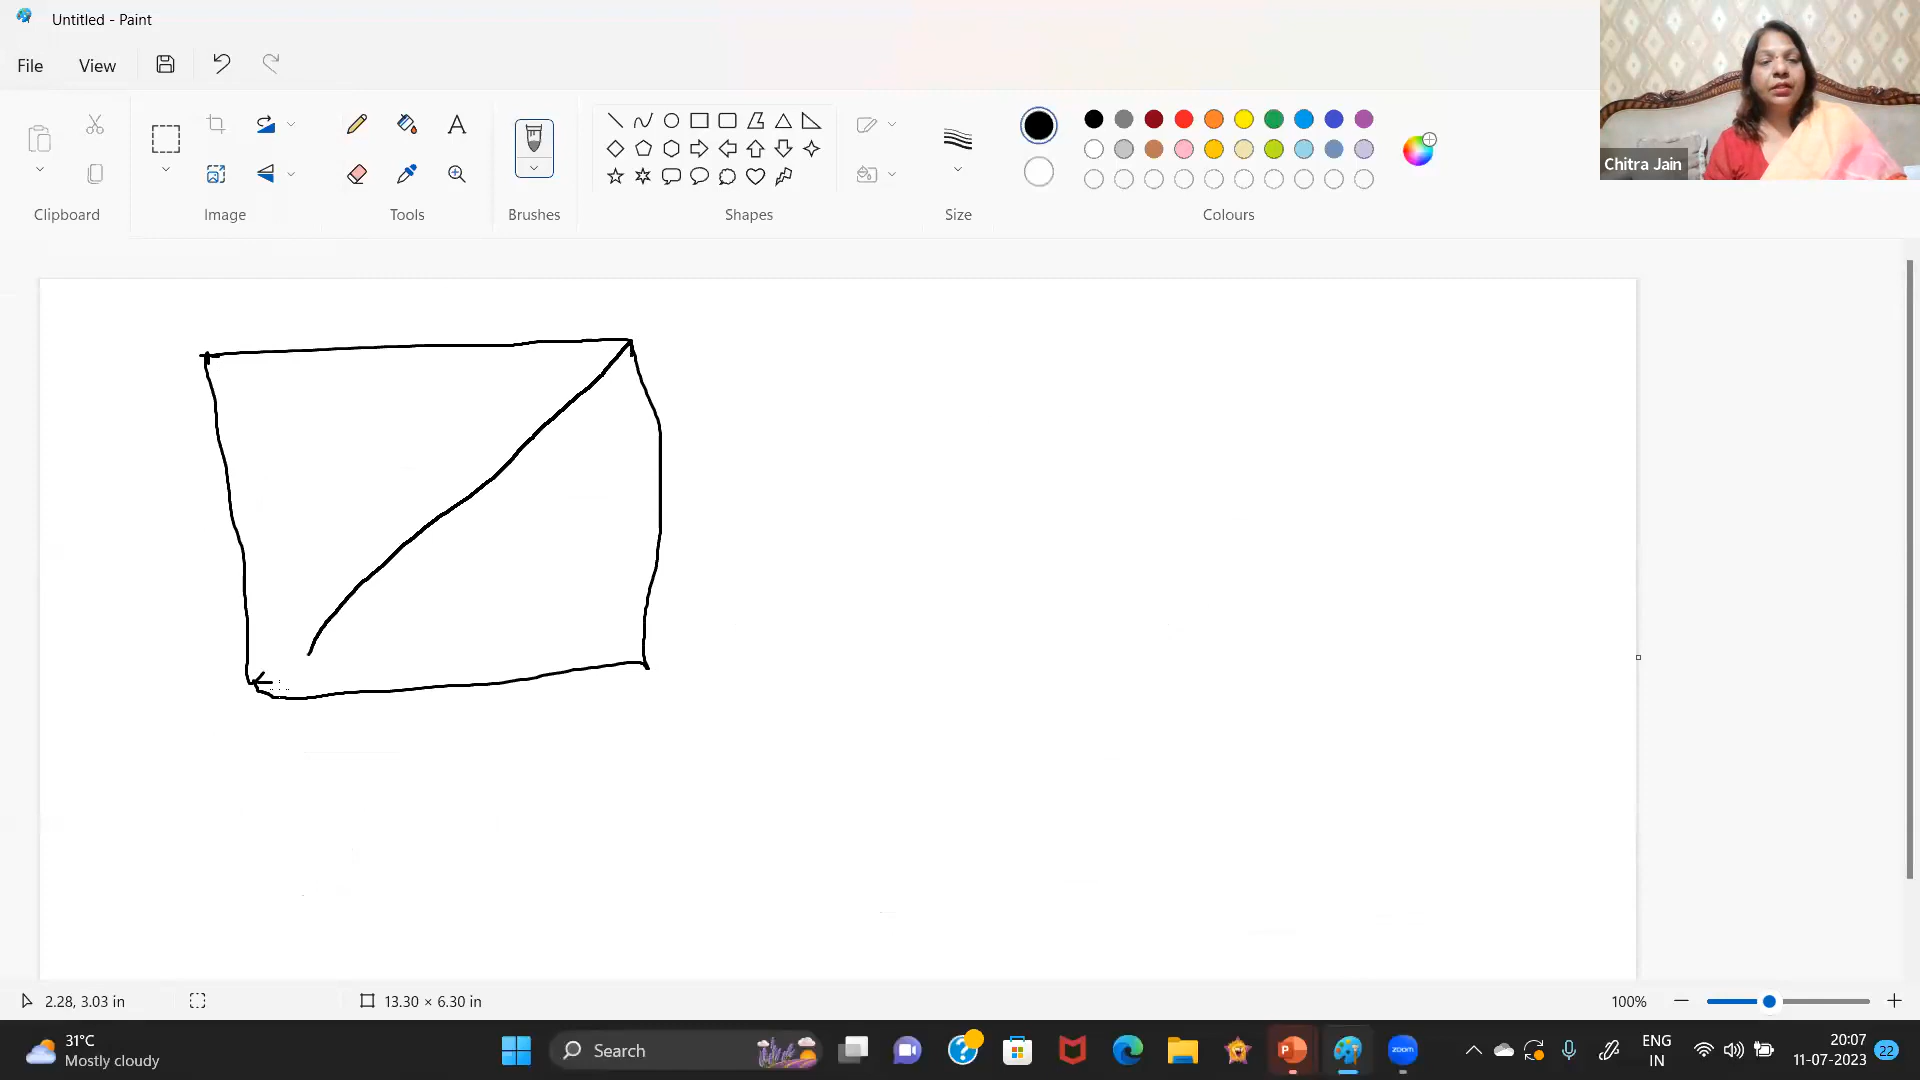 Untitled - Paint
File View
Clipboard Image Tools Brushes Shapes Size Colours
Chitra Jain
2.28, 3.03 in 13.30 × 6.30 in 100%
31°C
Mostly cloudy
Search
zoom
ENG
IN
20:07
11-07-2023
22